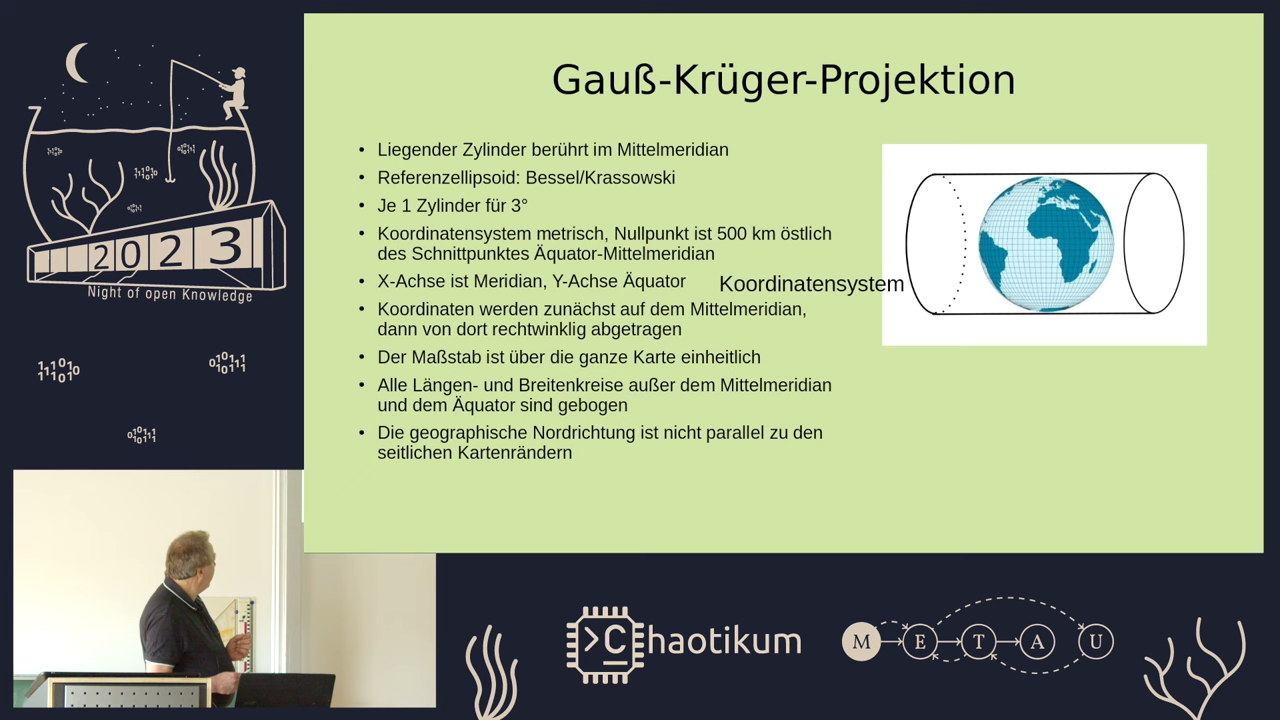 Gauß-Krüger-Projektion
• Liegender Zylinder berührt im Mittelmeridian
• Referenzellipsoid: Bessel/Krassowski
• Je 1 Zylinder für 3°
• Koordinatensystem metrisch, Nullpunkt ist 500 km östlich
des Schnittpunktes Äquator-Mittelmeridian
• X-Achse ist Meridian, Y-Achse Äquator
Koordinatensystem
• Koordinaten werden zunächst auf dem Mittelmeridian,
dann von dort rechtwinklig abgetragen
• Der Maßstab ist über die ganze Karte einheitlich
• Alle Längen- und Breitenkreise außer dem Mittelmeridian
und dem Äquator sind gebogen
• Die geographische Nordrichtung ist nicht parallel zu den
seitlichen Kartenrändern
2023
Night of open Knowledge
>C_haotikum
M E T A U